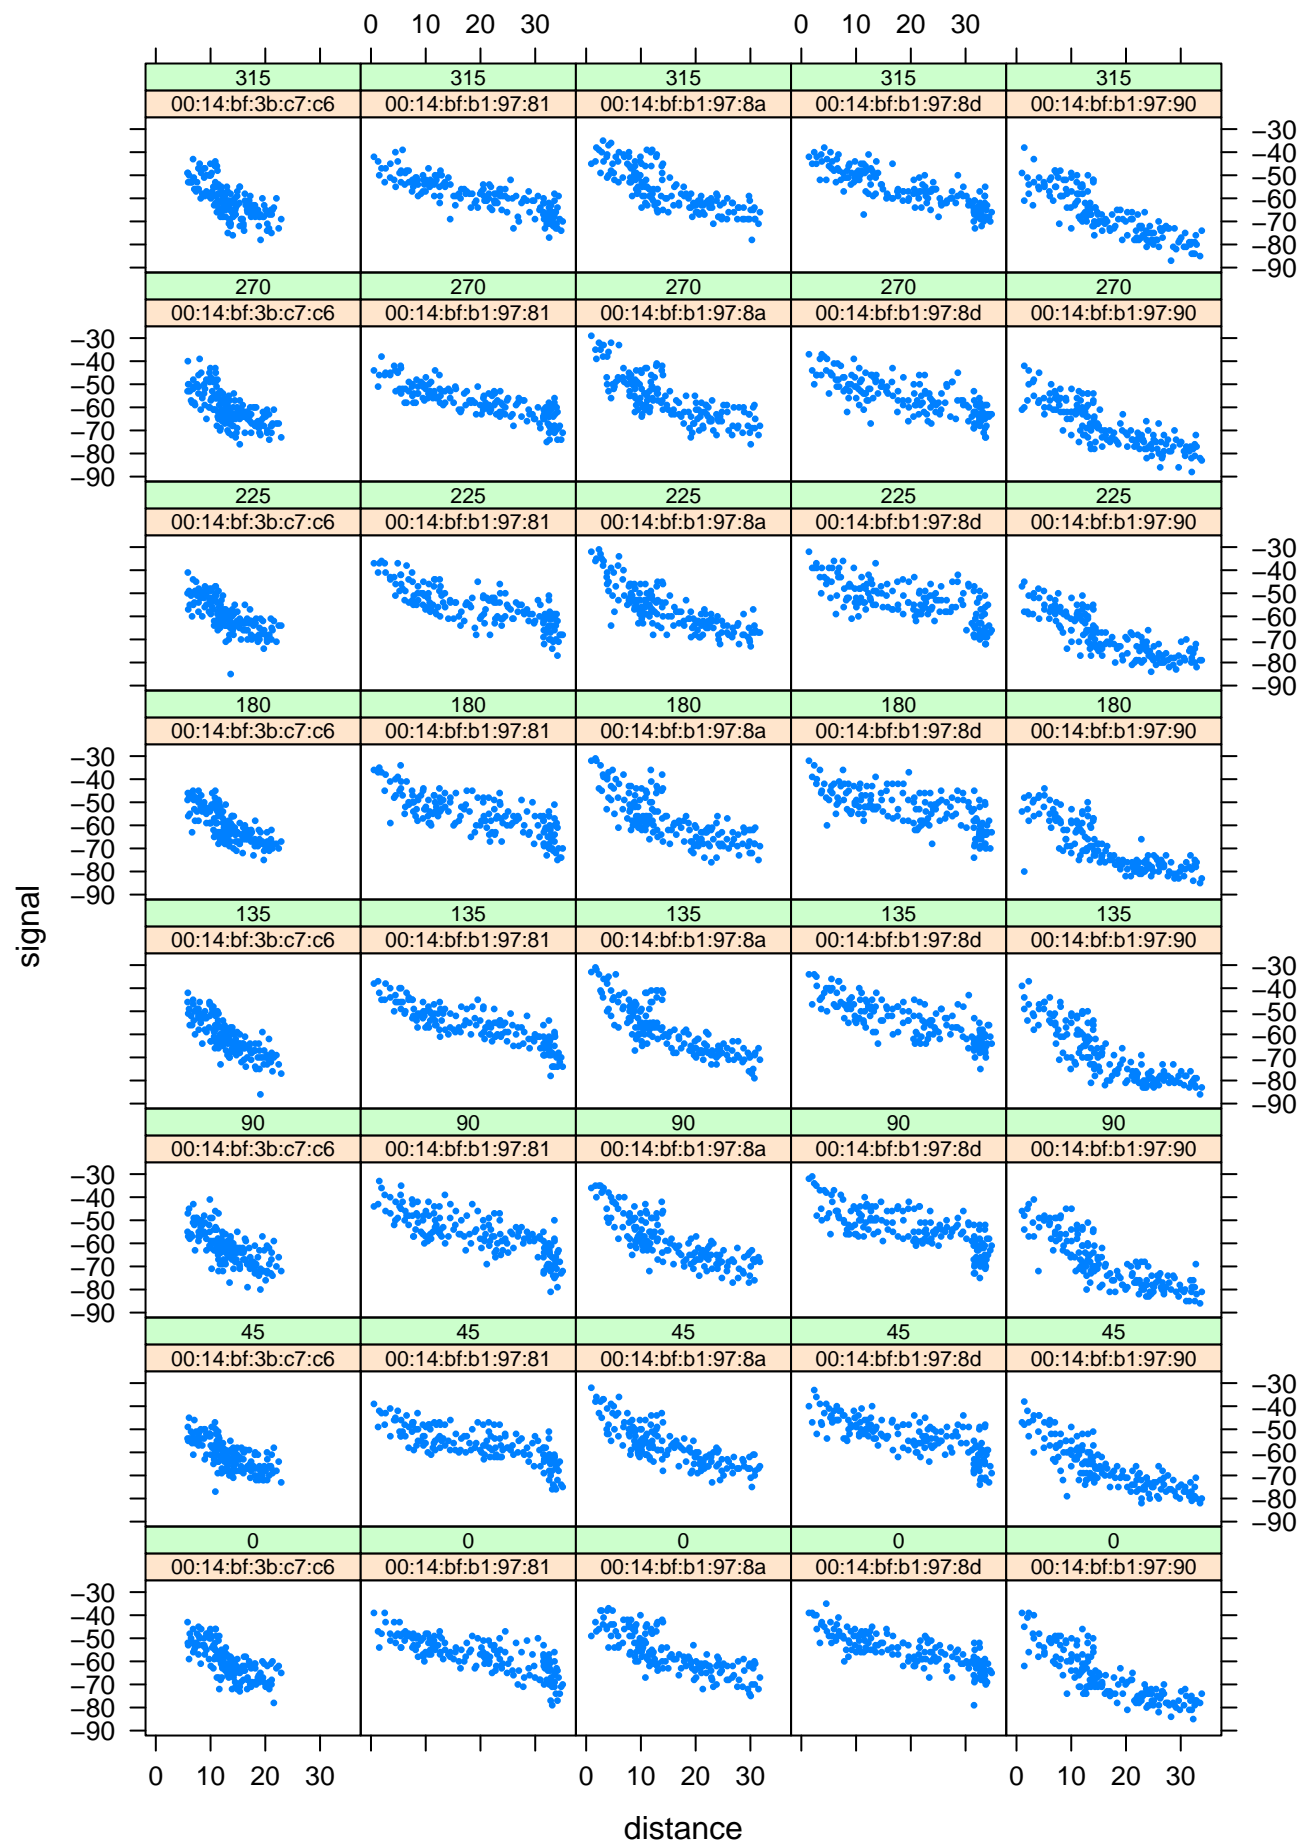 0 10 20 30 0 10 20 30
315 315 315 315 315
00:14:bf:3b:c7:c6 00:14:bf:b1:97:81 00:14:bf:b1:97:8a 00:14:bf:b1:97:8d 00:14:bf:b1:97:90
−30
−40
−50
−60
−70
−80
−90
270 270 270 270 270
00:14:bf:3b:c7:c6 00:14:bf:b1:97:81 00:14:bf:b1:97:8a 00:14:bf:b1:97:8d 00:14:bf:b1:97:90
−30
−40
−50
−60
−70
−80
−90
225 225 225 225 225
00:14:bf:3b:c7:c6 00:14:bf:b1:97:81 00:14:bf:b1:97:8a 00:14:bf:b1:97:8d 00:14:bf:b1:97:90
−30
−40
−50
−60
−70
−80
−90
180 180 180 180 180
00:14:bf:3b:c7:c6 00:14:bf:b1:97:81 00:14:bf:b1:97:8a 00:14:bf:b1:97:8d 00:14:bf:b1:97:90
−30
−40
−50
−60
−70
−80
−90
signal
135 135 135 135 135
00:14:bf:3b:c7:c6 00:14:bf:b1:97:81 00:14:bf:b1:97:8a 00:14:bf:b1:97:8d 00:14:bf:b1:97:90
−30
−40
−50
−60
−70
−80
−90
90 90 90 90 90
00:14:bf:3b:c7:c6 00:14:bf:b1:97:81 00:14:bf:b1:97:8a 00:14:bf:b1:97:8d 00:14:bf:b1:97:90
−30
−40
−50
−60
−70
−80
−90
45 45 45 45 45
00:14:bf:3b:c7:c6 00:14:bf:b1:97:81 00:14:bf:b1:97:8a 00:14:bf:b1:97:8d 00:14:bf:b1:97:90
−30
−40
−50
−60
−70
−80
−90
0 0 0 0 0
00:14:bf:3b:c7:c6 00:14:bf:b1:97:81 00:14:bf:b1:97:8a 00:14:bf:b1:97:8d 00:14:bf:b1:97:90
−30
−40
−50
−60
−70
−80
−90
0 10 20 30 0 10 20 30 0 10 20 30
distance